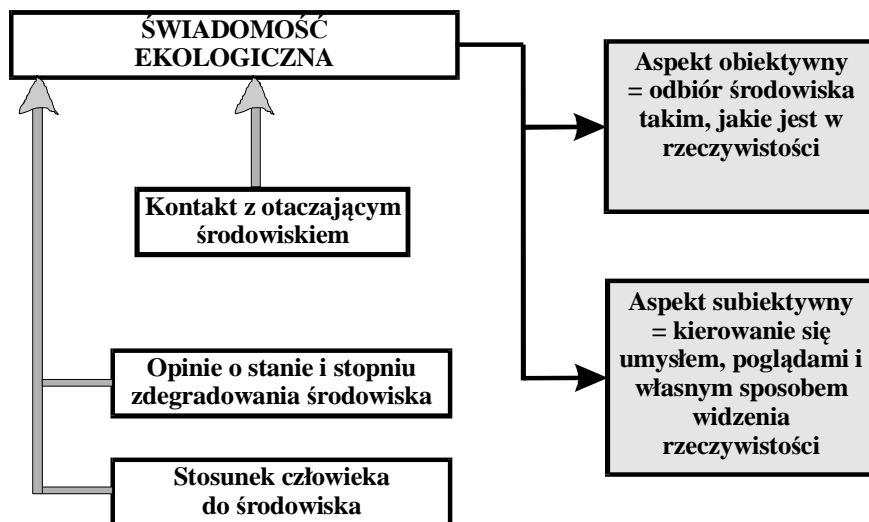 ŚWIADOMOŚĆ
EKOLOGICZNA
Aspekt obiektywny
= odbiór środowiska
takim, jakie jest w
rzeczywistości
Kontakt z otaczającym
środowiskiem
Aspekt subiektywny
= kierowanie się
umysłem, poglądami i
własnym sposobem
widzenia
rzeczywistości
Opinie o stanie i stopniu
zdegradowania środowiska
Stosunek człowieka
do środowiska